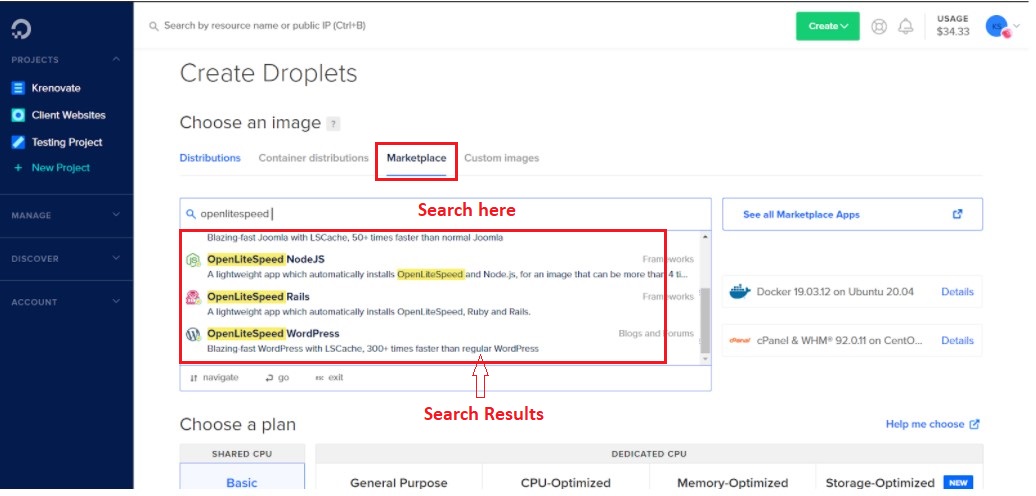 Search by resource name or public IP (Ctrl+B)
Create
USAGE
$34.33
KS
PROJECTS
Krenovate
Client Websites
Testing Project
+ New Project
MANAGE
DISCOVER
ACCOUNT
Create Droplets
Choose an image ?
Distributions Container distributions Marketplace Custom images
openlitespeed
Search here
See all Marketplace Apps
Blazing-fast Joomla with LSCache, 50+ times faster than normal Joomla
OpenLiteSpeed NodeJS Frameworks
A lightweight app which automatically installs OpenLiteSpeed and Node.js, for an image that can be more than 4 ti...
OpenLiteSpeed Rails Frameworks
A lightweight app which automatically installs OpenLiteSpeed, Ruby and Rails.
OpenLiteSpeed WordPress Blogs and Forums
Blazing-fast WordPress with LSCache, 300+ times faster than regular WordPress
navigate go esc exit
Docker 19.03.12 on Ubuntu 20.04 Details
cPanel cPanel & WHM® 92.0.11 on CentO... Details
Search Results
Choose a plan
Help me choose
SHARED CPU DEDICATED CPU
Basic General Purpose CPU-Optimized Memory-Optimized Storage-Optimized NEW